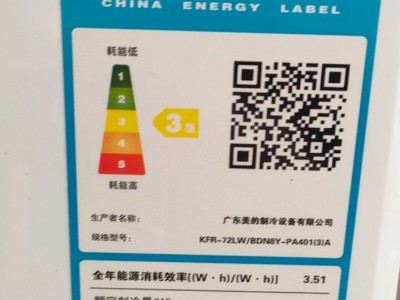 CHINA ENERGY LABEL
耗能低
1
2
3
4
5
3级
耗能高
生产者名称： 广东美的制冷设备有限公司
规格型号： KFR-72LW/BDN8Y-PA401(3)A
全年能源消耗效率[(W·h)/(W·h)] 3.51